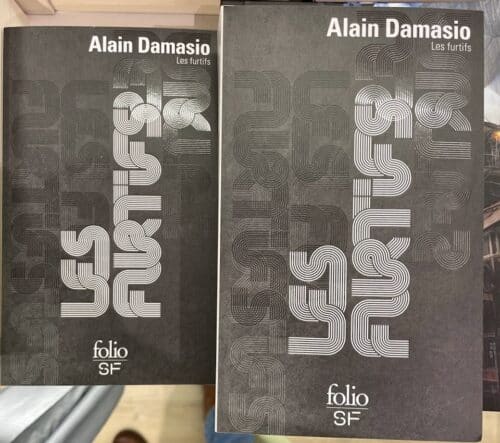 Alain Damasio
Les furtifs
LES
FURTIFS
folio
SF
Alain Damasio
Les furtifs
LES
FURTIFS
folio
SF